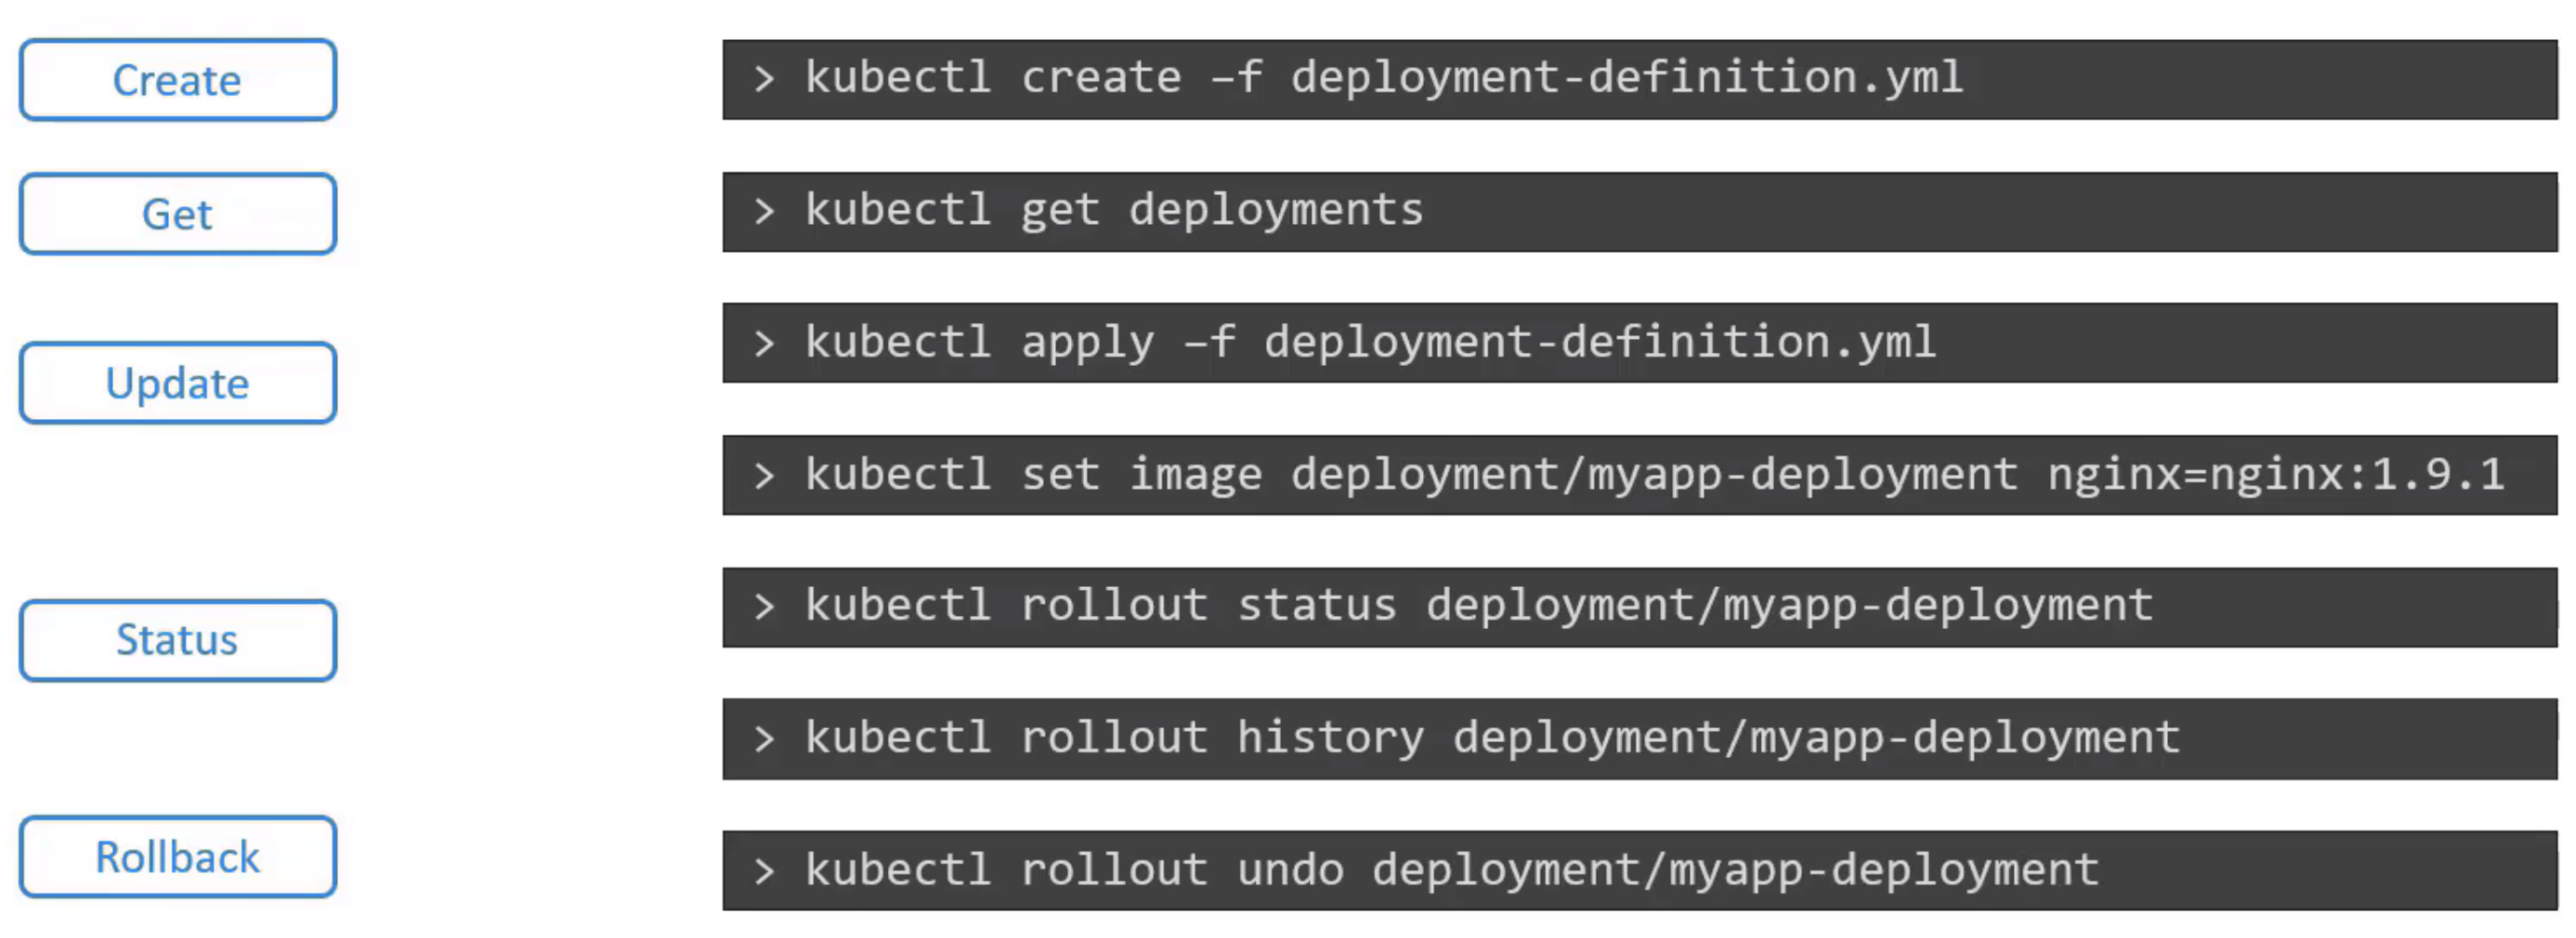 Create
> kubectl create –f deployment-definition.yml
Get
> kubectl get deployments
Update
> kubectl apply –f deployment-definition.yml
> kubectl set image deployment/myapp-deployment nginx=nginx:1.9.1
Status
> kubectl rollout status deployment/myapp-deployment
> kubectl rollout history deployment/myapp-deployment
Rollback
> kubectl rollout undo deployment/myapp-deployment